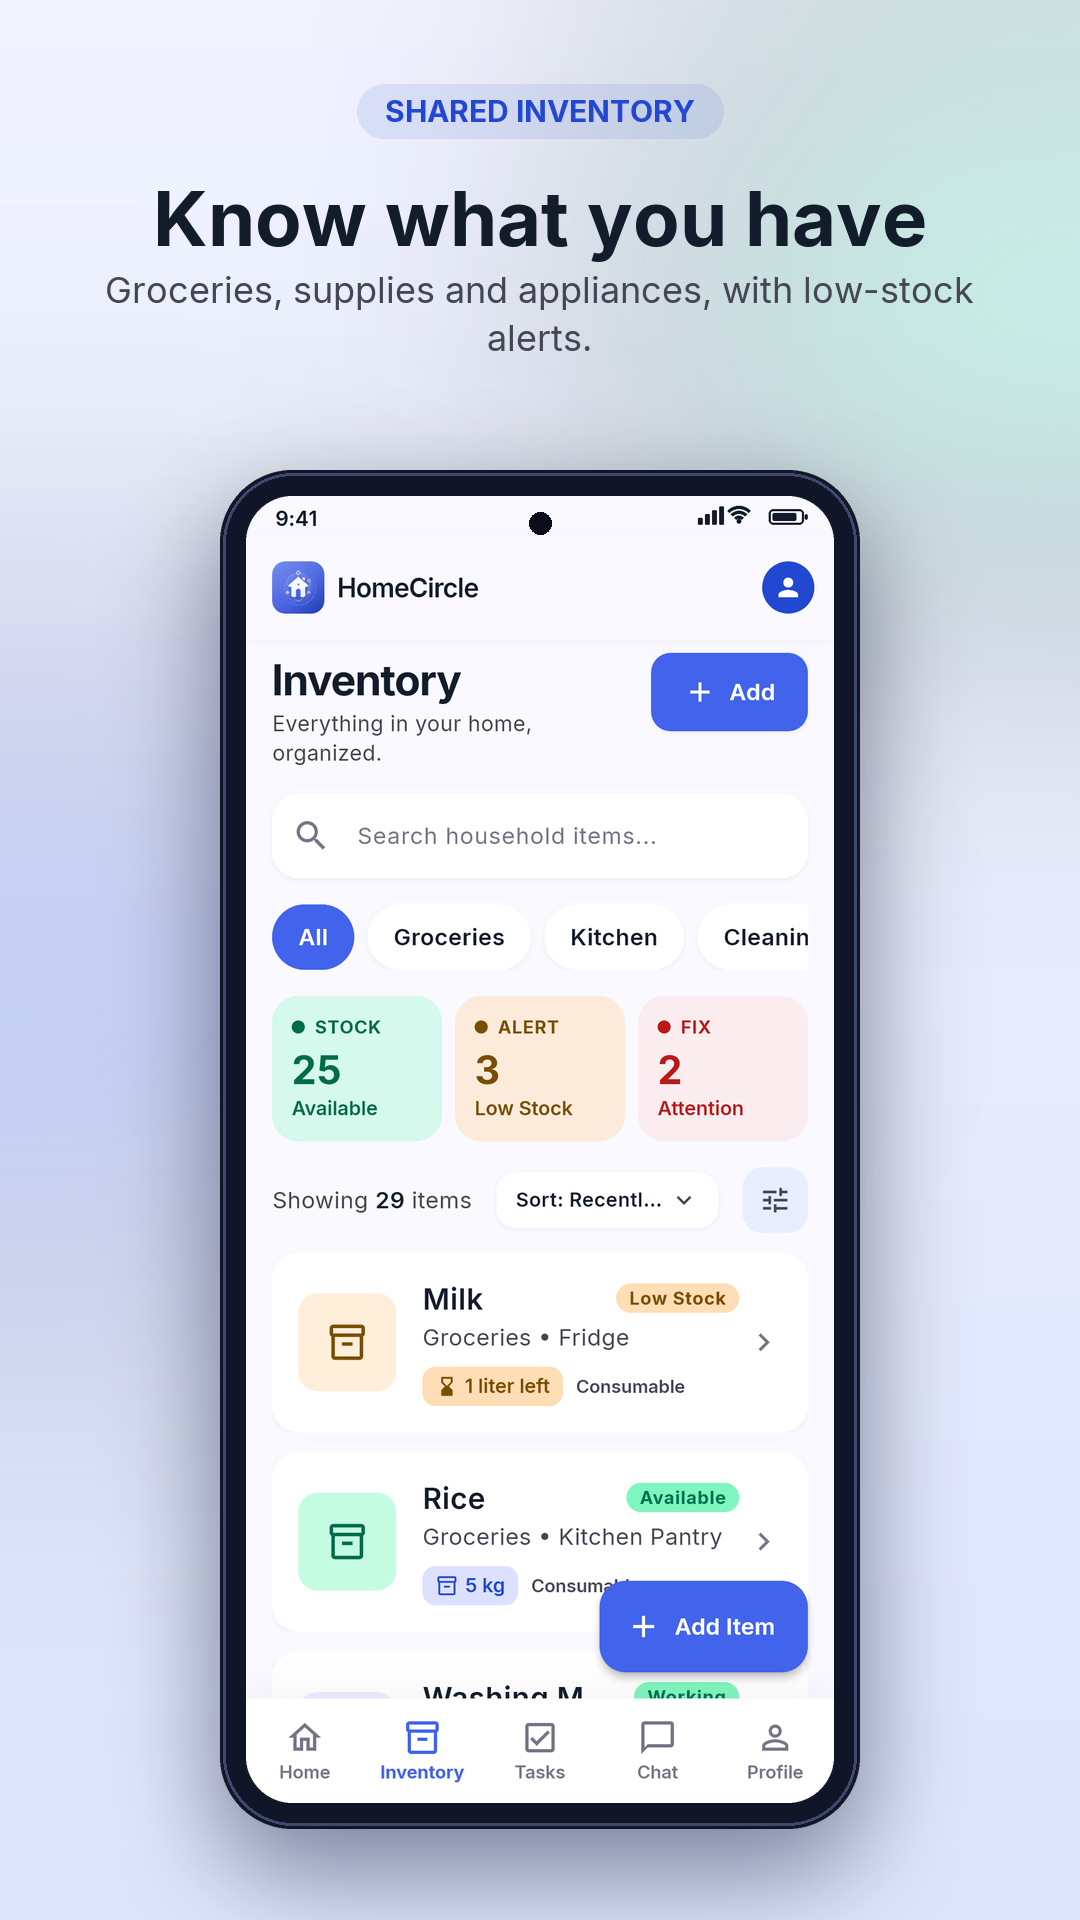 SHARED INVENTORY
Know what you have
Groceries, supplies and appliances, with low-stock
alerts.
9:41
HomeCircle
Inventory
Add
Everything in your home,
organized.
Search household items...
All
Groceries
Kitchen
Cleanin
STOCK
25
Available
ALERT
3
Low Stock
FIX
2
Attention
Showing 29 items
Sort: Recentl...
Milk
Low Stock
Groceries • Fridge
1 liter left
Consumable
Rice
Available
Groceries • Kitchen Pantry
5 kg
Consuma
Add Item
Washing M
Working
Home
Inventory
Tasks
Chat
Profile